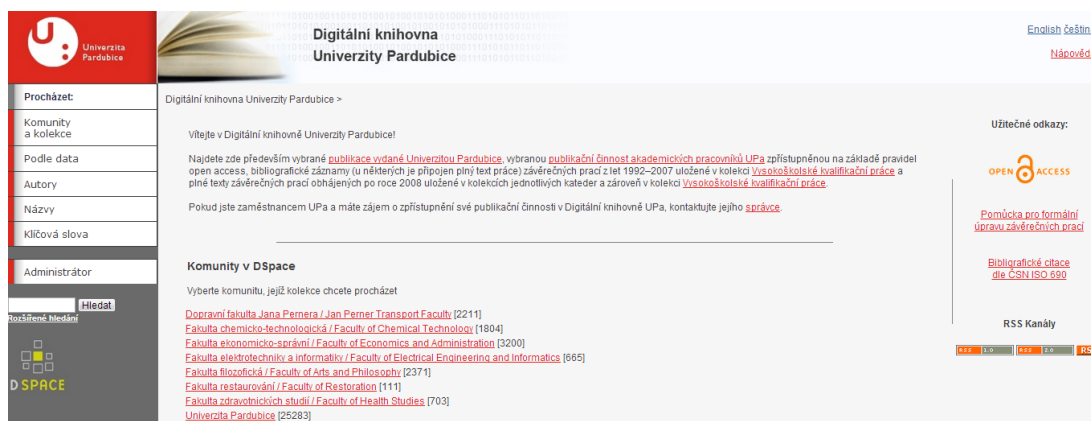 Univerzita
Pardubice
Digitální knihovna
Univerzity Pardubice
English češtin
Nápověd
Procházet:
Komunity
a kolekce
Podle data
Autory
Názvy
Klíčová slova
Administrátor
Hledat
Rozšířené hledání
DSPACE
Digitální knihovna Univerzity Pardubice >
Vítejte v Digitální knihovně Univerzity Pardubice!
Najdete zde především vybrané publikace vydané Univerzitou Pardubice, vybranou publikační činnost akademických pracovníků UPa zpřístupněnou na základě pravidel
open access, bibliografické záznamy (u některých je připojen plný text práce) závěrečných prací z let 1992–2007 uložené v kolekci Vysokoškolské kvalifikační práce a
plné texty závěrečných prací obhájených po roce 2008 uložené v kolekcích jednotlivých kateder a zároveň v kolekci Vysokoškolské kvalifikační práce.
Pokud jste zaměstnancem UPa a máte zájem o zpřístupnění své publikační činnosti v Digitální knihovně UPa, kontaktujte jejího správce.
Komunity v DSpace
Vyberte komunitu, jejíž kolekce chcete procházet
Dopravní fakulta Jana Pernera / Jan Perner Transport Faculty [2211]
Fakulta chemicko-technologická / Faculty of Chemical Technology [1804]
Fakulta ekonomicko-správní / Faculty of Economics and Administration [3200]
Fakulta elektrotechniky a informatiky / Faculty of Electrical Engineering and Informatics [665]
Fakulta filozofická / Faculty of Arts and Philosophy [2371]
Fakulta restaurování / Faculty of Restoration [111]
Fakulta zdravotnických studií / Faculty of Health Studies [703]
Univerzita Pardubice [25283]
Užitečné odkazy:
OPEN ACCESS
Pomůcka pro formální
úpravu závěrečných prací
Bibliografické citace
dle ČSN ISO 690
RSS Kanály
RSS 1.0 RSS 2.0 RS